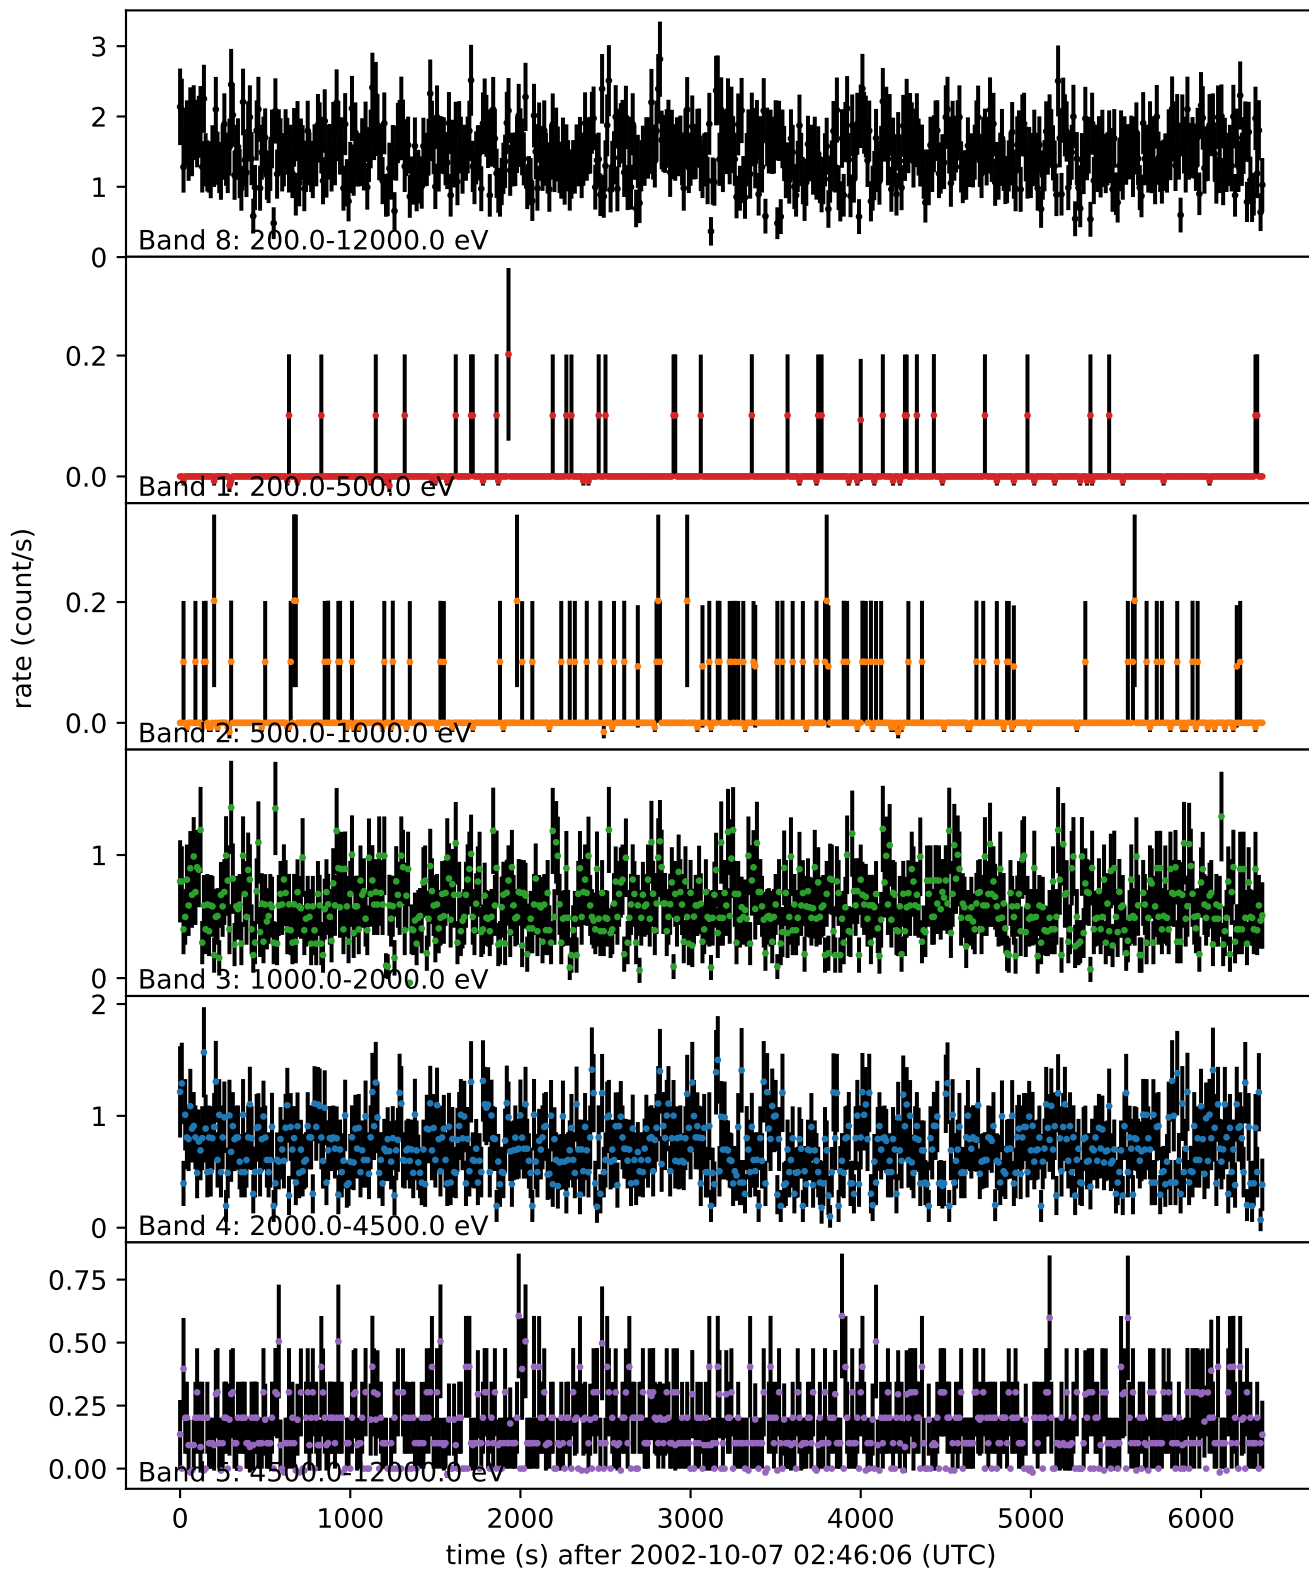 3
2
1
0
Band 8: 200.0-12000.0 eV
0.2
0.0
Band 1: 200.0-500.0 eV
0.2
0.0
Band 2: 500.0-1000.0 eV
rate (count/s)
1
0
Band 3: 1000.0-2000.0 eV
2
1
0
Band 4: 2000.0-4500.0 eV
0.75
0.50
0.25
0.00
Band 5: 4500.0-12000.0 eV
0 1000 2000 3000 4000 5000 6000
time (s) after 2002-10-07 02:46:06 (UTC)